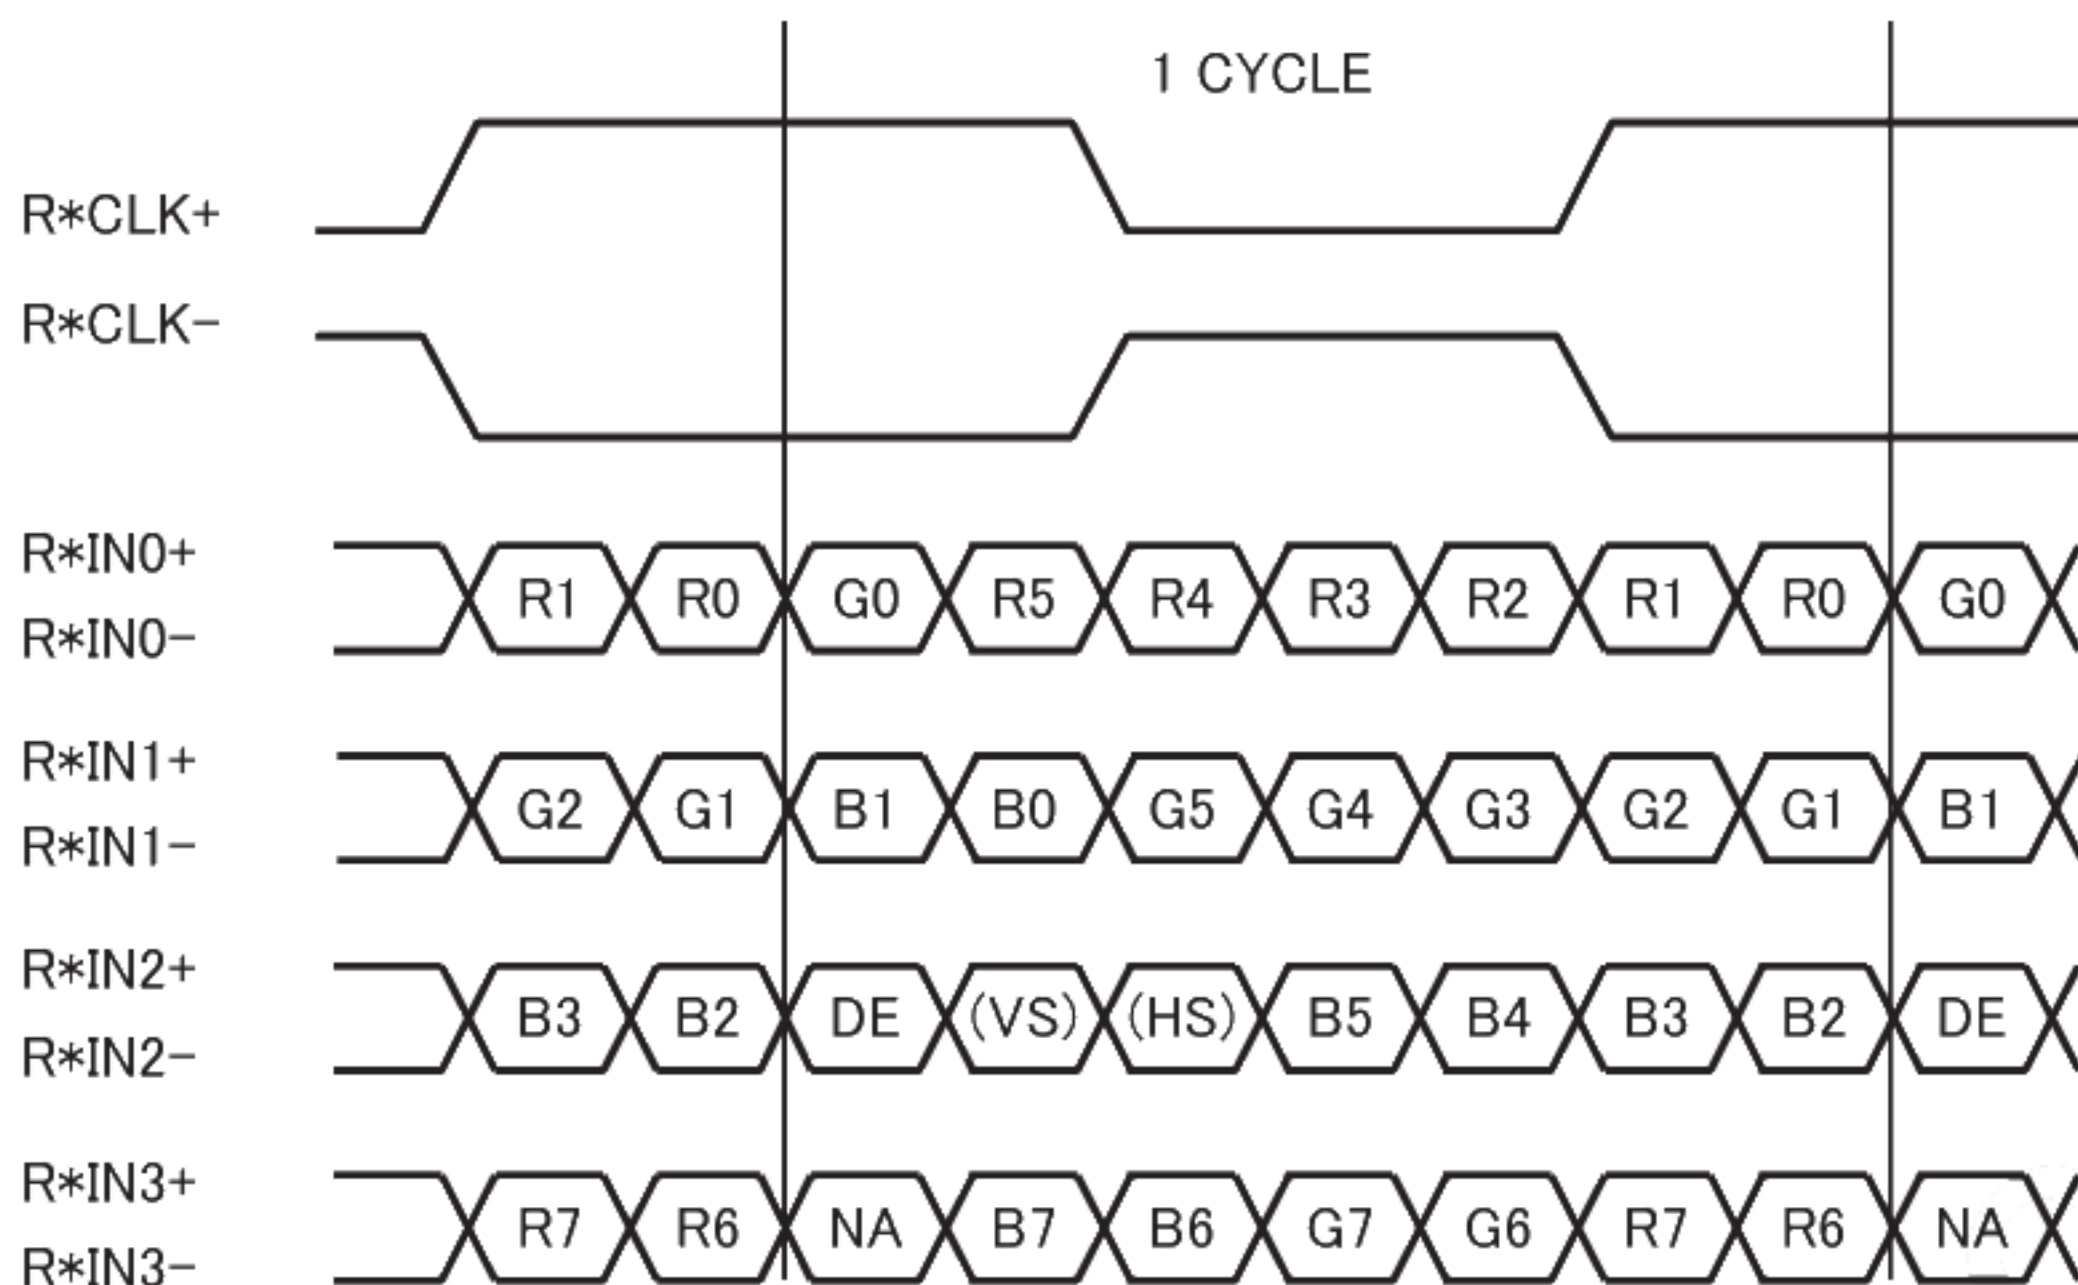 1 CYCLE
R*CLK+
R*CLK-
R*IN0+
R1 R0 G0 R5 R4 R3 R2 R1 R0 G0
R*IN0-
R*IN1+
G2 G1 B1 B0 G5 G4 G3 G2 G1 B1
R*IN1-
R*IN2+
B3 B2 DE (VS) (HS) B5 B4 B3 B2 DE
R*IN2-
R*IN3+
R7 R6 NA B7 B6 G7 G6 R7 R6 NA
R*IN3-